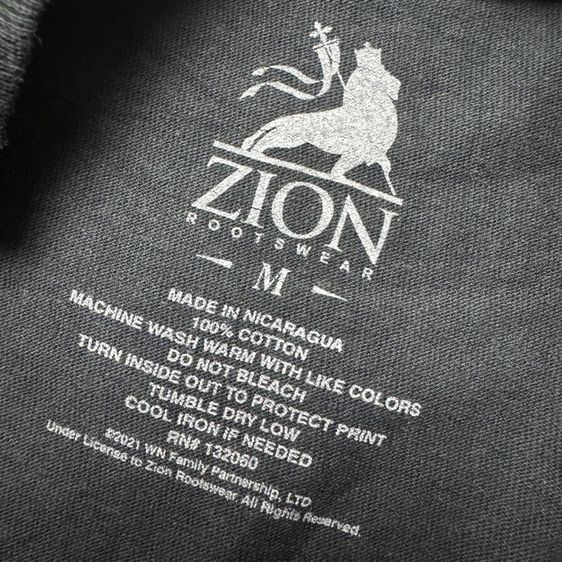 ZION
ROOTSWEAR
M
MADE IN NICARAGUA
100% COTTON
MACHINE WASH WARM WITH LIKE COLORS
DO NOT BLEACH
TURN INSIDE OUT TO PROTECT PRINT
TUMBLE DRY LOW
COOL IRON IF NEEDED
RN# 132060
©2021 WN Family Partnership, LTD
Under License to Zion Rootswear All Rights Reserved.